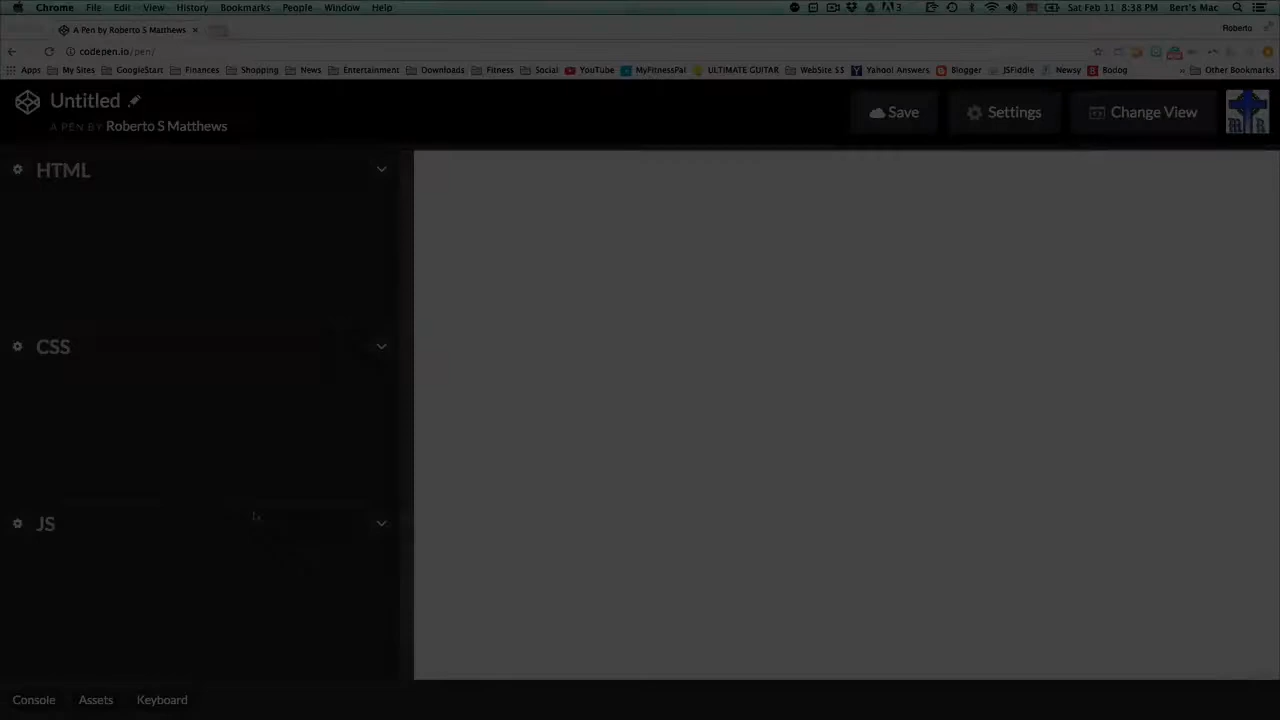 Chrome File Edit View History Bookmarks People Window Help 3 Sat Feb 11 8:38 PM Bert's Mac
A Pen by Roberto S Matthews × Roberto
codepen.io/pen/
Apps My Sites GoogleStart Finances Shopping News Entertainment Downloads Fitness Social YouTube MyFitnessPal ULTIMATE GUITAR WebSite $$ Yahoo! Answers Blogger JSFiddle Newsy Bodog » Other Bookmarks
Untitled
A PEN BY Roberto S Matthews
Save Settings Change View
HTML
CSS
JS
Console Assets Keyboard